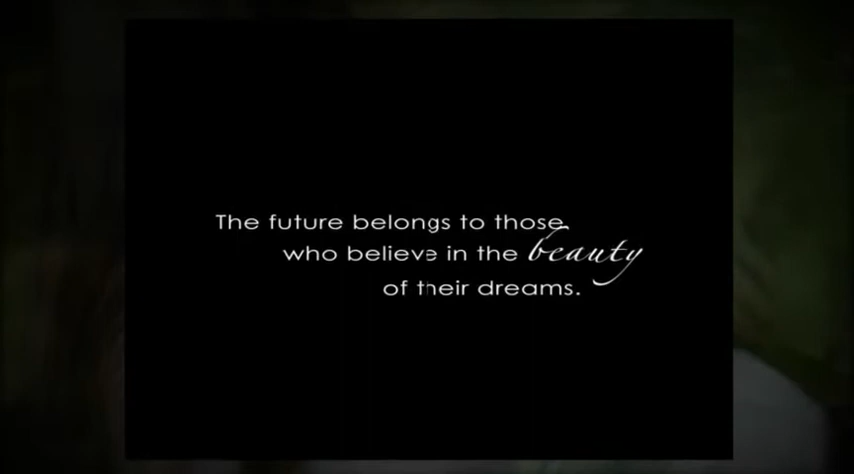 The future belongs to those
who believe in the beauty
of their dreams.